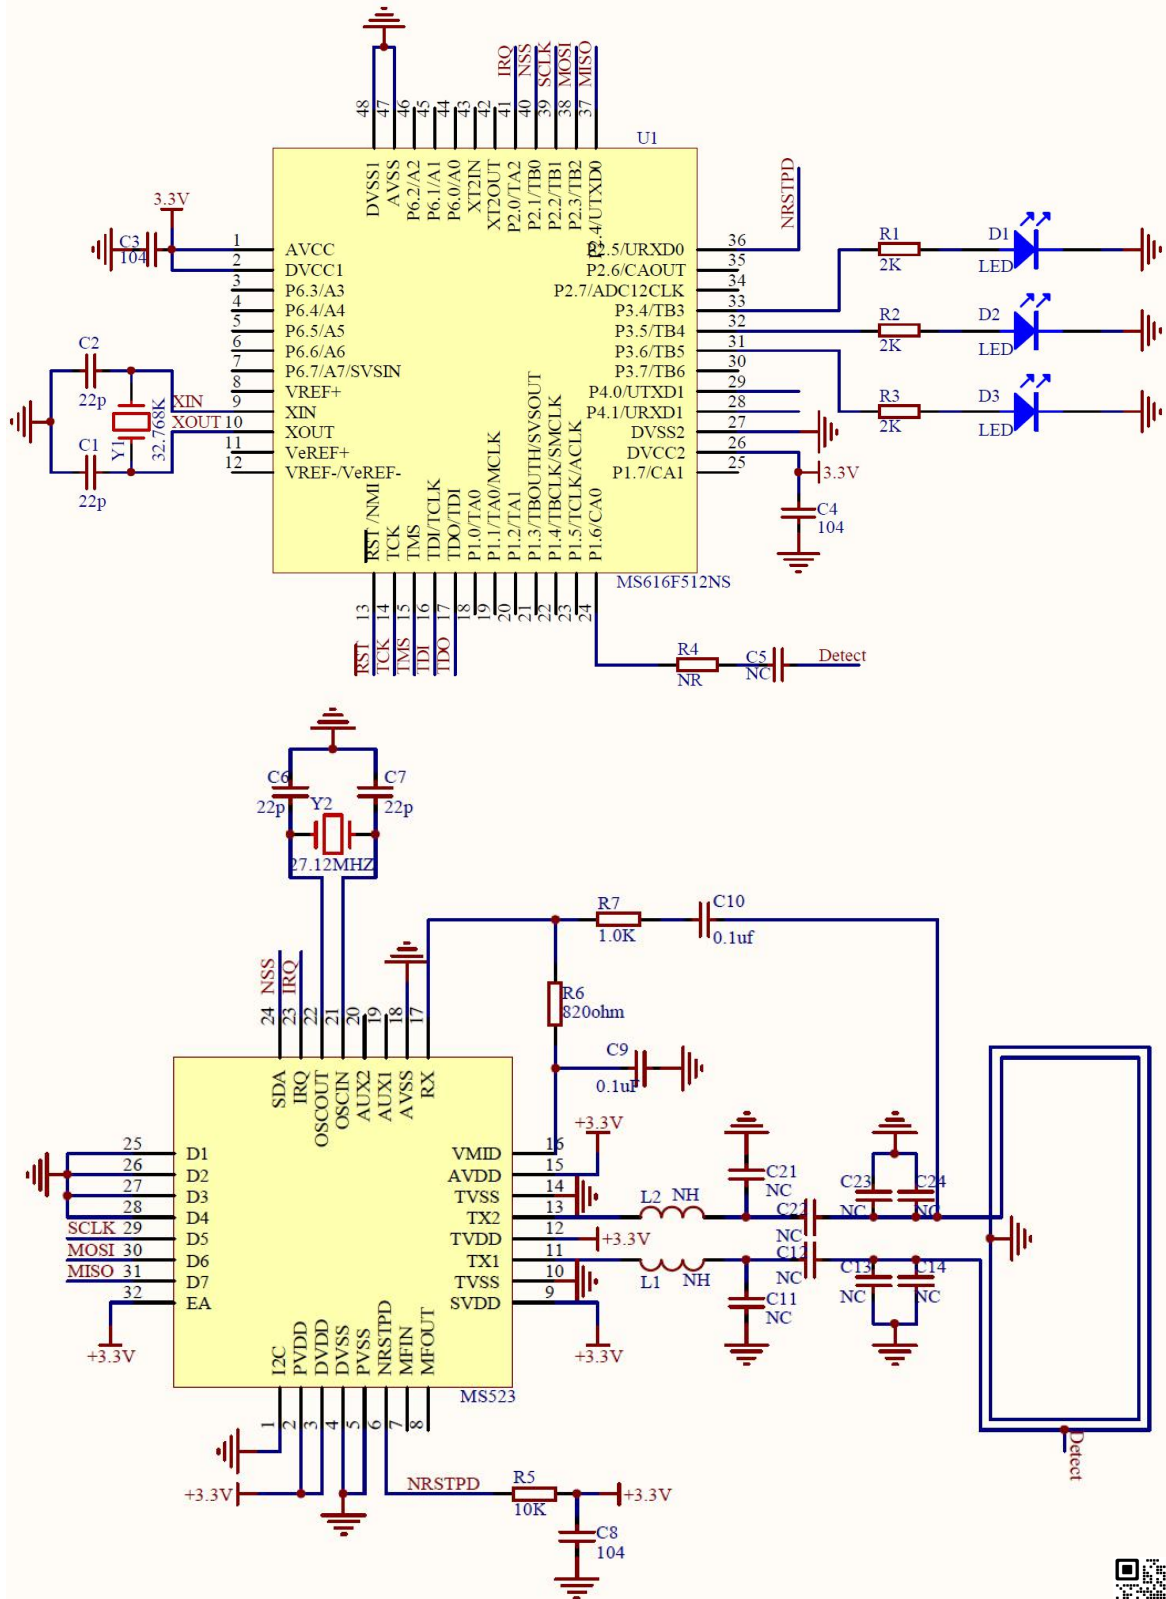 IRQ
NSS
SCLK
MOSI
MISO
48
47
46
45
44
43
42
41
40
39
38
37
U1
DVSS1
AVSS
P6.2/A2
P6.1/A1
P6.0/A0
XT2IN
XT2OUT
P2.0/TA2
P2.1/TB0
P2.2/TB1
P2.3/TB2
P2.4/UTXD0
3.3V
C3
104
1 AVCC
2 DVCC1
3 P6.3/A3
4 P6.4/A4
5 P6.5/A5
6 P6.6/A6
7 P6.7/A7/SVSIN
8 VREF+
9 XIN
10 XOUT
11 VeREF+
12 VREF-/VeREF-
C2
22p
XIN
XOUT
Y1
32.768K
C1
22p
NRSTPD
P2.5/URXD0 36
P2.6/CAOUT 35
P2.7/ADC12CLK 34
P3.4/TB3 33
P3.5/TB4 32
P3.6/TB5 31
P3.7/TB6 30
P4.0/UTXD1 29
P4.1/URXD1 28
DVSS2 27
DVCC2 26
P1.7/CA1 25
R1
2K
D1
LED
R2
2K
D2
LED
R3
2K
D3
LED
3.3V
C4
104
RST /NMI
TCK
TMS
TDI/TCLK
TDO/TDI
P1.0/TA0
P1.1/TA0/MCLK
P1.2/TA1
P1.3/TBOUTH/SVSOUT
P1.4/TBCLK/SMCLK
P1.5/TCLK/ACLK
P1.6/CA0
MS616F512NS
13
14
15
16
17
18
19
20
21
22
23
24
RST
TCK
TMS
TDI
TDO
R4
NR
C5
NC
Detect
C6
22p
Y2
C7
22p
27.12MHZ
R7
1.0K
C10
0.1uf
R6
820ohm
C9
0.1uF
NSS
IRQ
24
23
22
21
20
19
18
17
SDA
IRQ
OSCOUT
OSCIN
AUX2
AUX1
AVSS
RX
25 D1
26 D2
27 D3
28 D4
SCLK 29 D5
MOSI 30 D6
MISO 31 D7
32 EA
+3.3V
VMID 16
AVDD 15
TVSS 14
TX2 13
TVDD 12
TX1 11
TVSS 10
SVDD 9
+3.3V
+3.3V
+3.3V
L2 NH
L1 NH
C21
NC
C22
NC
C12
NC
C11
NC
C23
NC
C24
NC
C13
NC
C14
NC
Detect
I2C
PVDD
DVDD
DVSS
PVSS
NRSTPD
MFIN
MFOUT
MS523
1
2
3
4
5
6
7
8
+3.3V
NRSTPD
R5
10K
+3.3V
C8
104